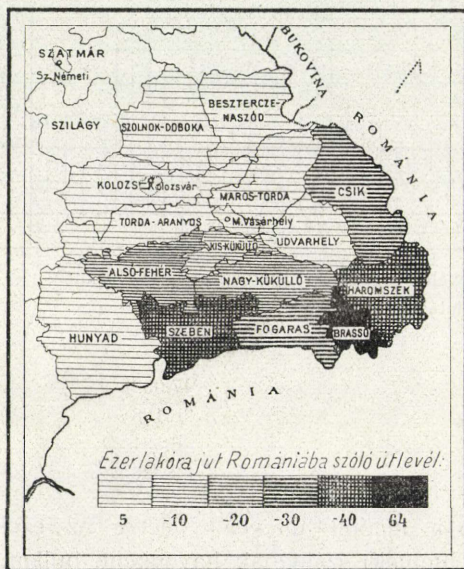 SZATMÁR
Sz. Németi
BUKOVINA
ROMÁNIA
BESZTERCZE-
NASZÓD
SZILÁGY
SZOLNOK-DOBOKA
KOLOZS
Kolozsvár
MAROS-TORDA
CSIK
TORDA-ARANYOS
M.Vásárhely
UDVARHELY
KIS-KÜKÜLLŐ
ALSÓ-FEHÉR
NAGY-KÜKÜLLŐ
HÁROMSZÉK
HUNYAD
SZEBEN
FOGARAS
BRASSÓ
ROMÁNIA
Ezer lakóra jut Romániába szóló útlevél:
5 -10 -20 -30 -40 64